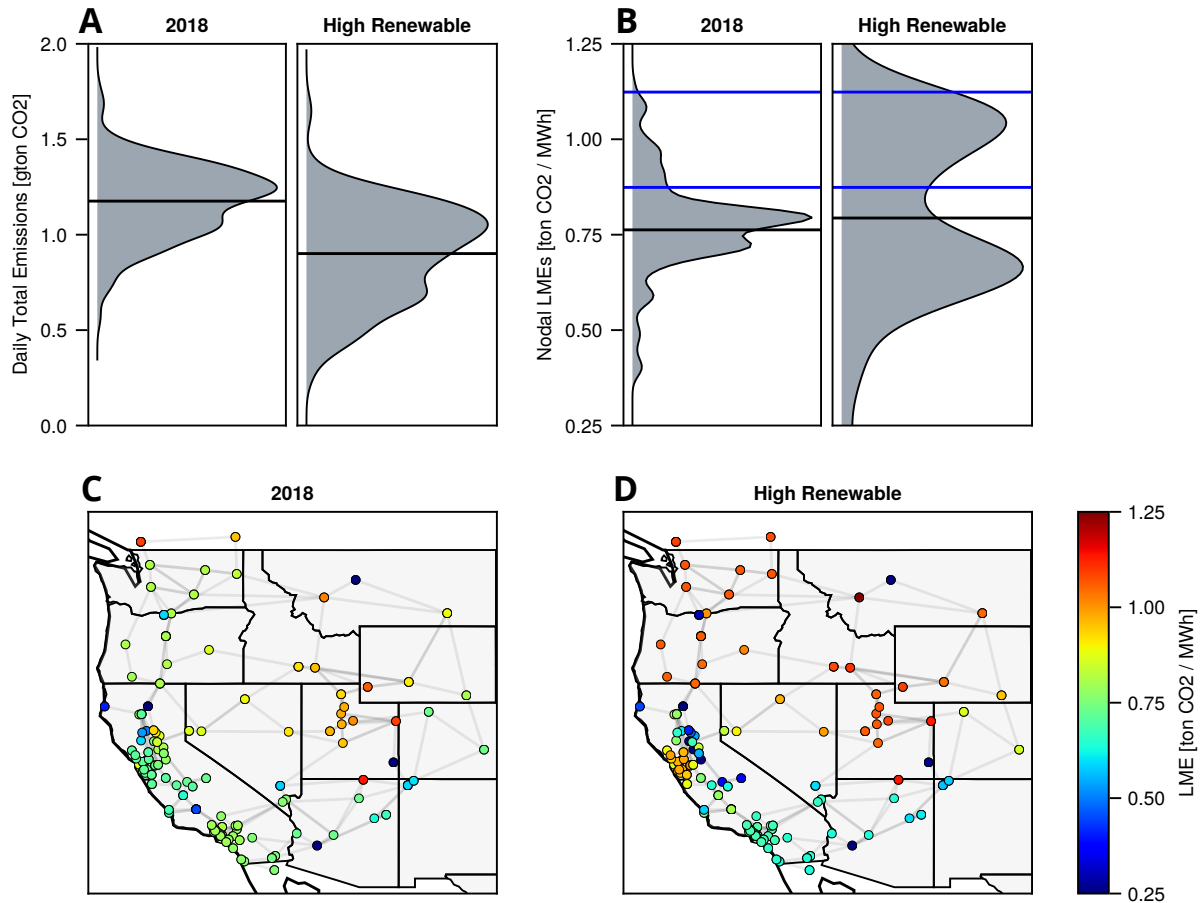 A
2018
High Renewable
Daily Total Emissions [gton CO2]
2.0
1.5
1.0
0.5
0.0
B
2018
High Renewable
Nodal LMEs [ton CO2 / MWh]
1.25
1.00
0.75
0.50
0.25
C
2018
D
High Renewable
1.25
1.00
0.75
0.50
0.25
LME [ton CO2 / MWh]